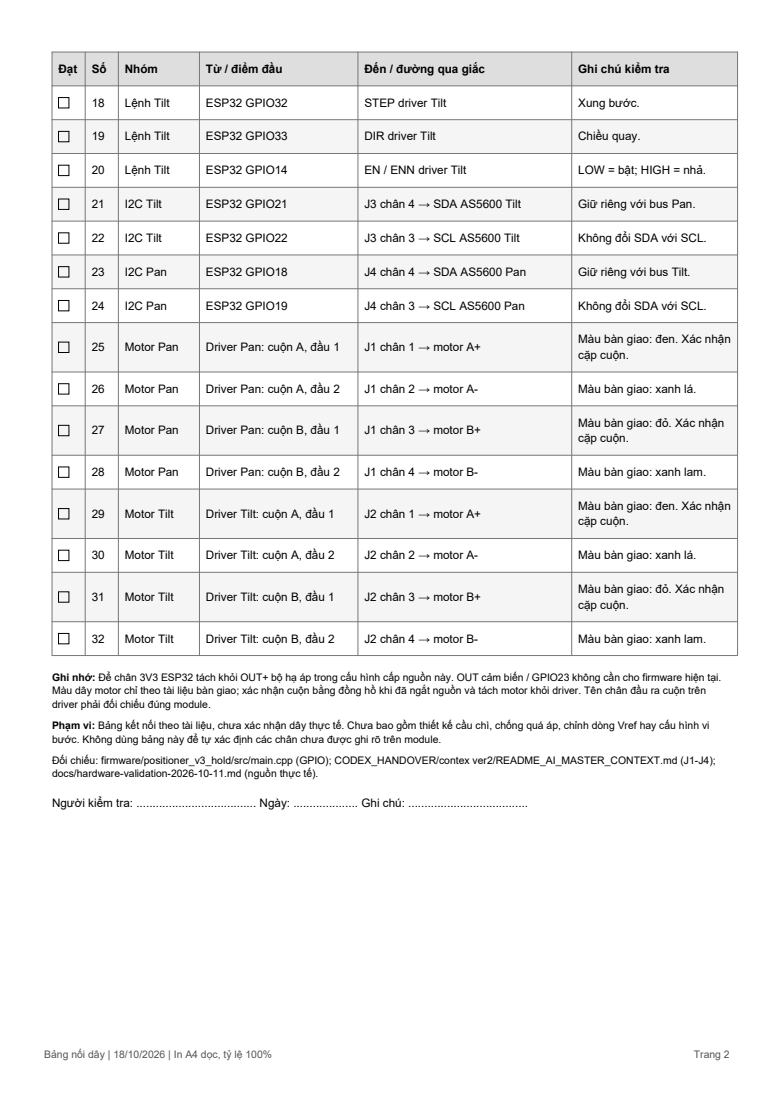 Đạt Số Nhóm Từ / điểm đầu Đến / đường qua giắc Ghi chú kiểm tra
☐ 18 Lệnh Tilt ESP32 GPIO32 STEP driver Tilt Xung bước.
☐ 19 Lệnh Tilt ESP32 GPIO33 DIR driver Tilt Chiều quay.
☐ 20 Lệnh Tilt ESP32 GPIO14 EN / ENN driver Tilt LOW = bật; HIGH = nhả.
☐ 21 I2C Tilt ESP32 GPIO21 J3 chân 4 → SDA AS5600 Tilt Giữ riêng với bus Pan.
☐ 22 I2C Tilt ESP32 GPIO22 J3 chân 3 → SCL AS5600 Tilt Không đổi SDA với SCL.
☐ 23 I2C Pan ESP32 GPIO18 J4 chân 4 → SDA AS5600 Pan Giữ riêng với bus Tilt.
☐ 24 I2C Pan ESP32 GPIO19 J4 chân 3 → SCL AS5600 Pan Không đổi SDA với SCL.
☐ 25 Motor Pan Driver Pan: cuộn A, đầu 1 J1 chân 1 → motor A+ Màu bàn giao: đen. Xác nhận
cặp cuộn.
☐ 26 Motor Pan Driver Pan: cuộn A, đầu 2 J1 chân 2 → motor A- Màu bàn giao: xanh lá.
☐ 27 Motor Pan Driver Pan: cuộn B, đầu 1 J1 chân 3 → motor B+ Màu bàn giao: đỏ. Xác nhận
cặp cuộn.
☐ 28 Motor Pan Driver Pan: cuộn B, đầu 2 J1 chân 4 → motor B- Màu bàn giao: xanh lam.
☐ 29 Motor Tilt Driver Tilt: cuộn A, đầu 1 J2 chân 1 → motor A+ Màu bàn giao: đen. Xác nhận
cặp cuộn.
☐ 30 Motor Tilt Driver Tilt: cuộn A, đầu 2 J2 chân 2 → motor A- Màu bàn giao: xanh lá.
☐ 31 Motor Tilt Driver Tilt: cuộn B, đầu 1 J2 chân 3 → motor B+ Màu bàn giao: đỏ. Xác nhận
cặp cuộn.
☐ 32 Motor Tilt Driver Tilt: cuộn B, đầu 2 J2 chân 4 → motor B- Màu bàn giao: xanh lam.
Ghi nhớ: Để chân 3V3 ESP32 tách khỏi OUT+ bộ hạ áp trong cấu hình cấp nguồn này. OUT cảm biến / GPIO23 không cần cho firmware hiện tại.
Màu dây motor chỉ theo tài liệu bàn giao; xác nhận cuộn bằng đồng hồ khi đã ngắt nguồn và tách motor khỏi driver. Tên chân đầu ra cuộn trên
driver phải đối chiếu đúng module.
Phạm vi: Bảng kết nối theo tài liệu, chưa xác nhận dây thực tế. Chưa bao gồm thiết kế cầu chì, chống quá áp, chỉnh dòng Vref hay cấu hình vi
bước. Không dùng bảng này để tự xác định các chân chưa được ghi rõ trên module.
Đối chiếu: firmware/positioner_v3_hold/src/main.cpp (GPIO); CODEX_HANDOVER/contex ver2/README_AI_MASTER_CONTEXT.md (J1-J4);
docs/hardware-validation-2026-10-11.md (nguồn thực tế).
Người kiểm tra: ..................................... Ngày: .................... Ghi chú: .....................................
Bảng nối dây | 18/10/2026 | In A4 dọc, tỷ lệ 100% Trang 2